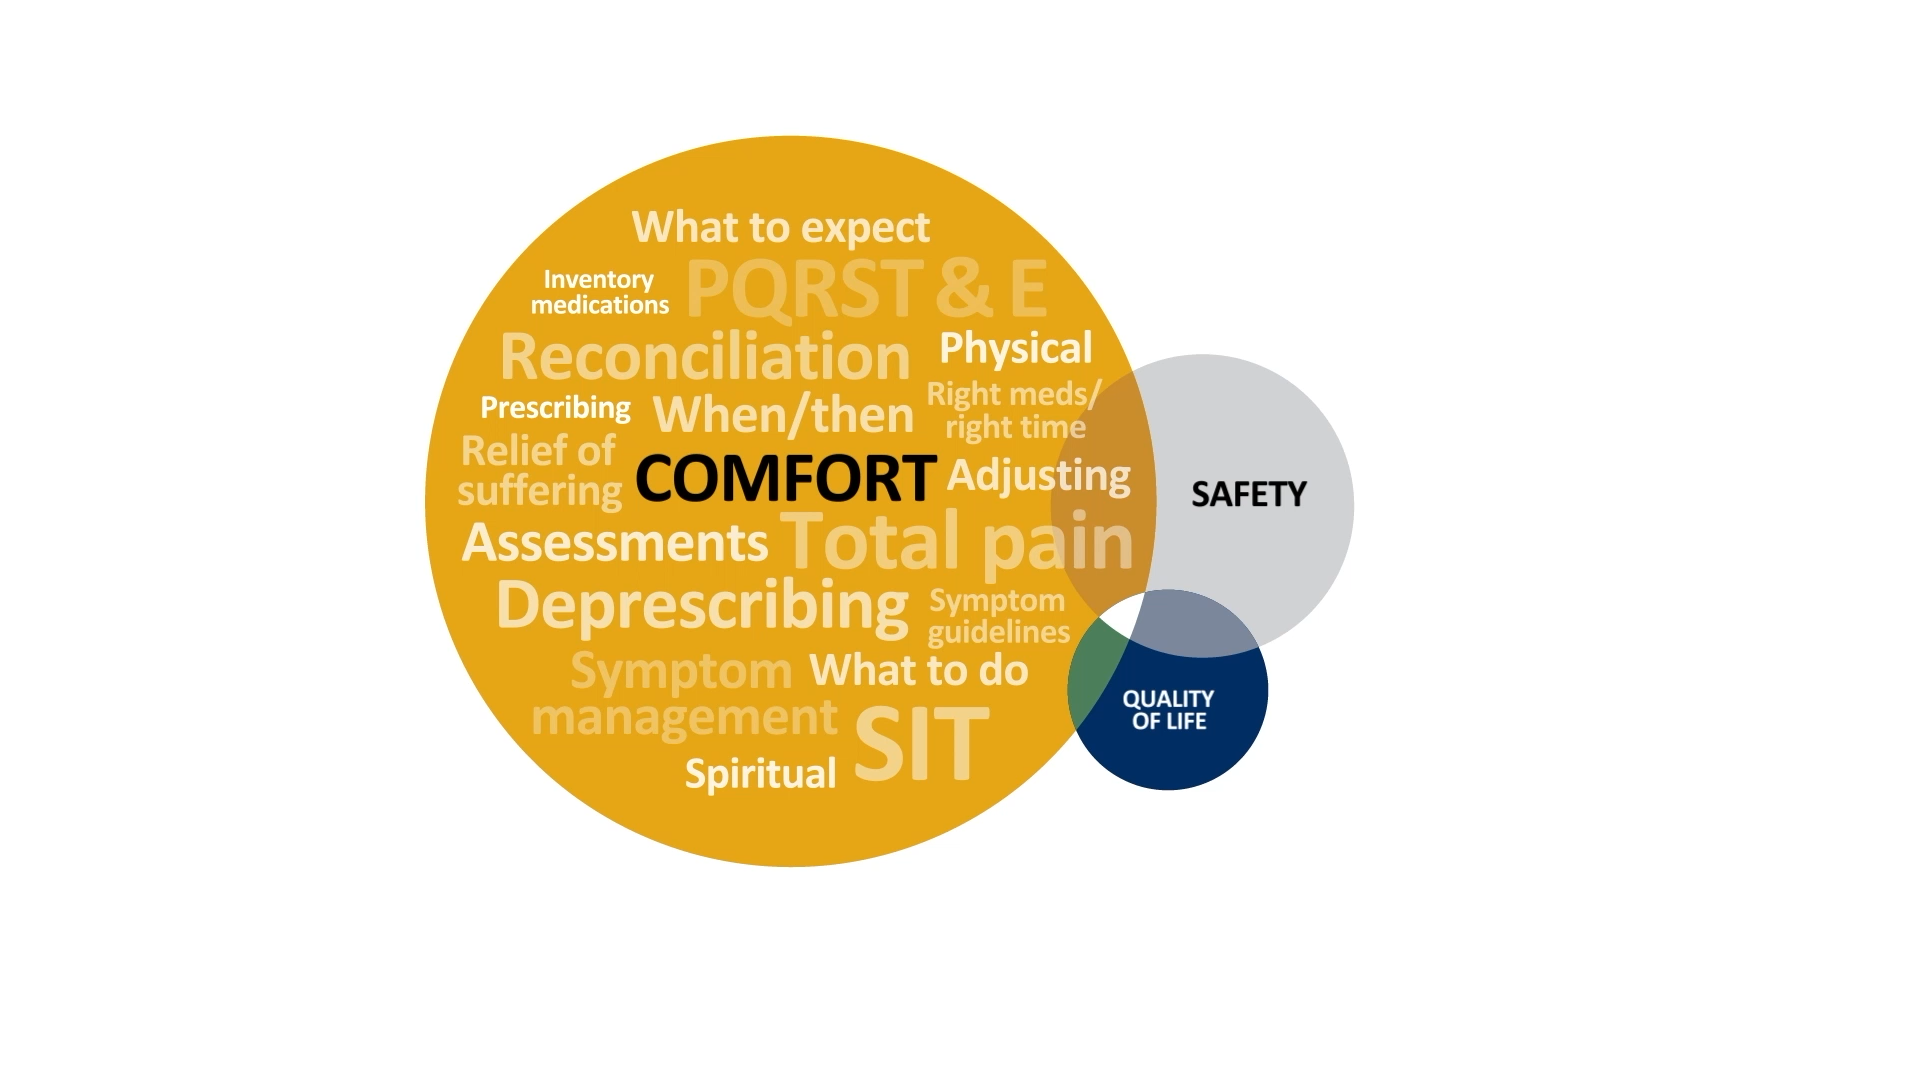 What to expect
Inventory
medications
PQRST & E
Reconciliation
Physical
Right meds/
right time
Prescribing
When/then
Relief of
suffering
COMFORT
Adjusting
SAFETY
Assessments
Total pain
Deprescribing
Symptom
guidelines
Symptom
management
What to do
QUALITY
OF LIFE
SIT
Spiritual